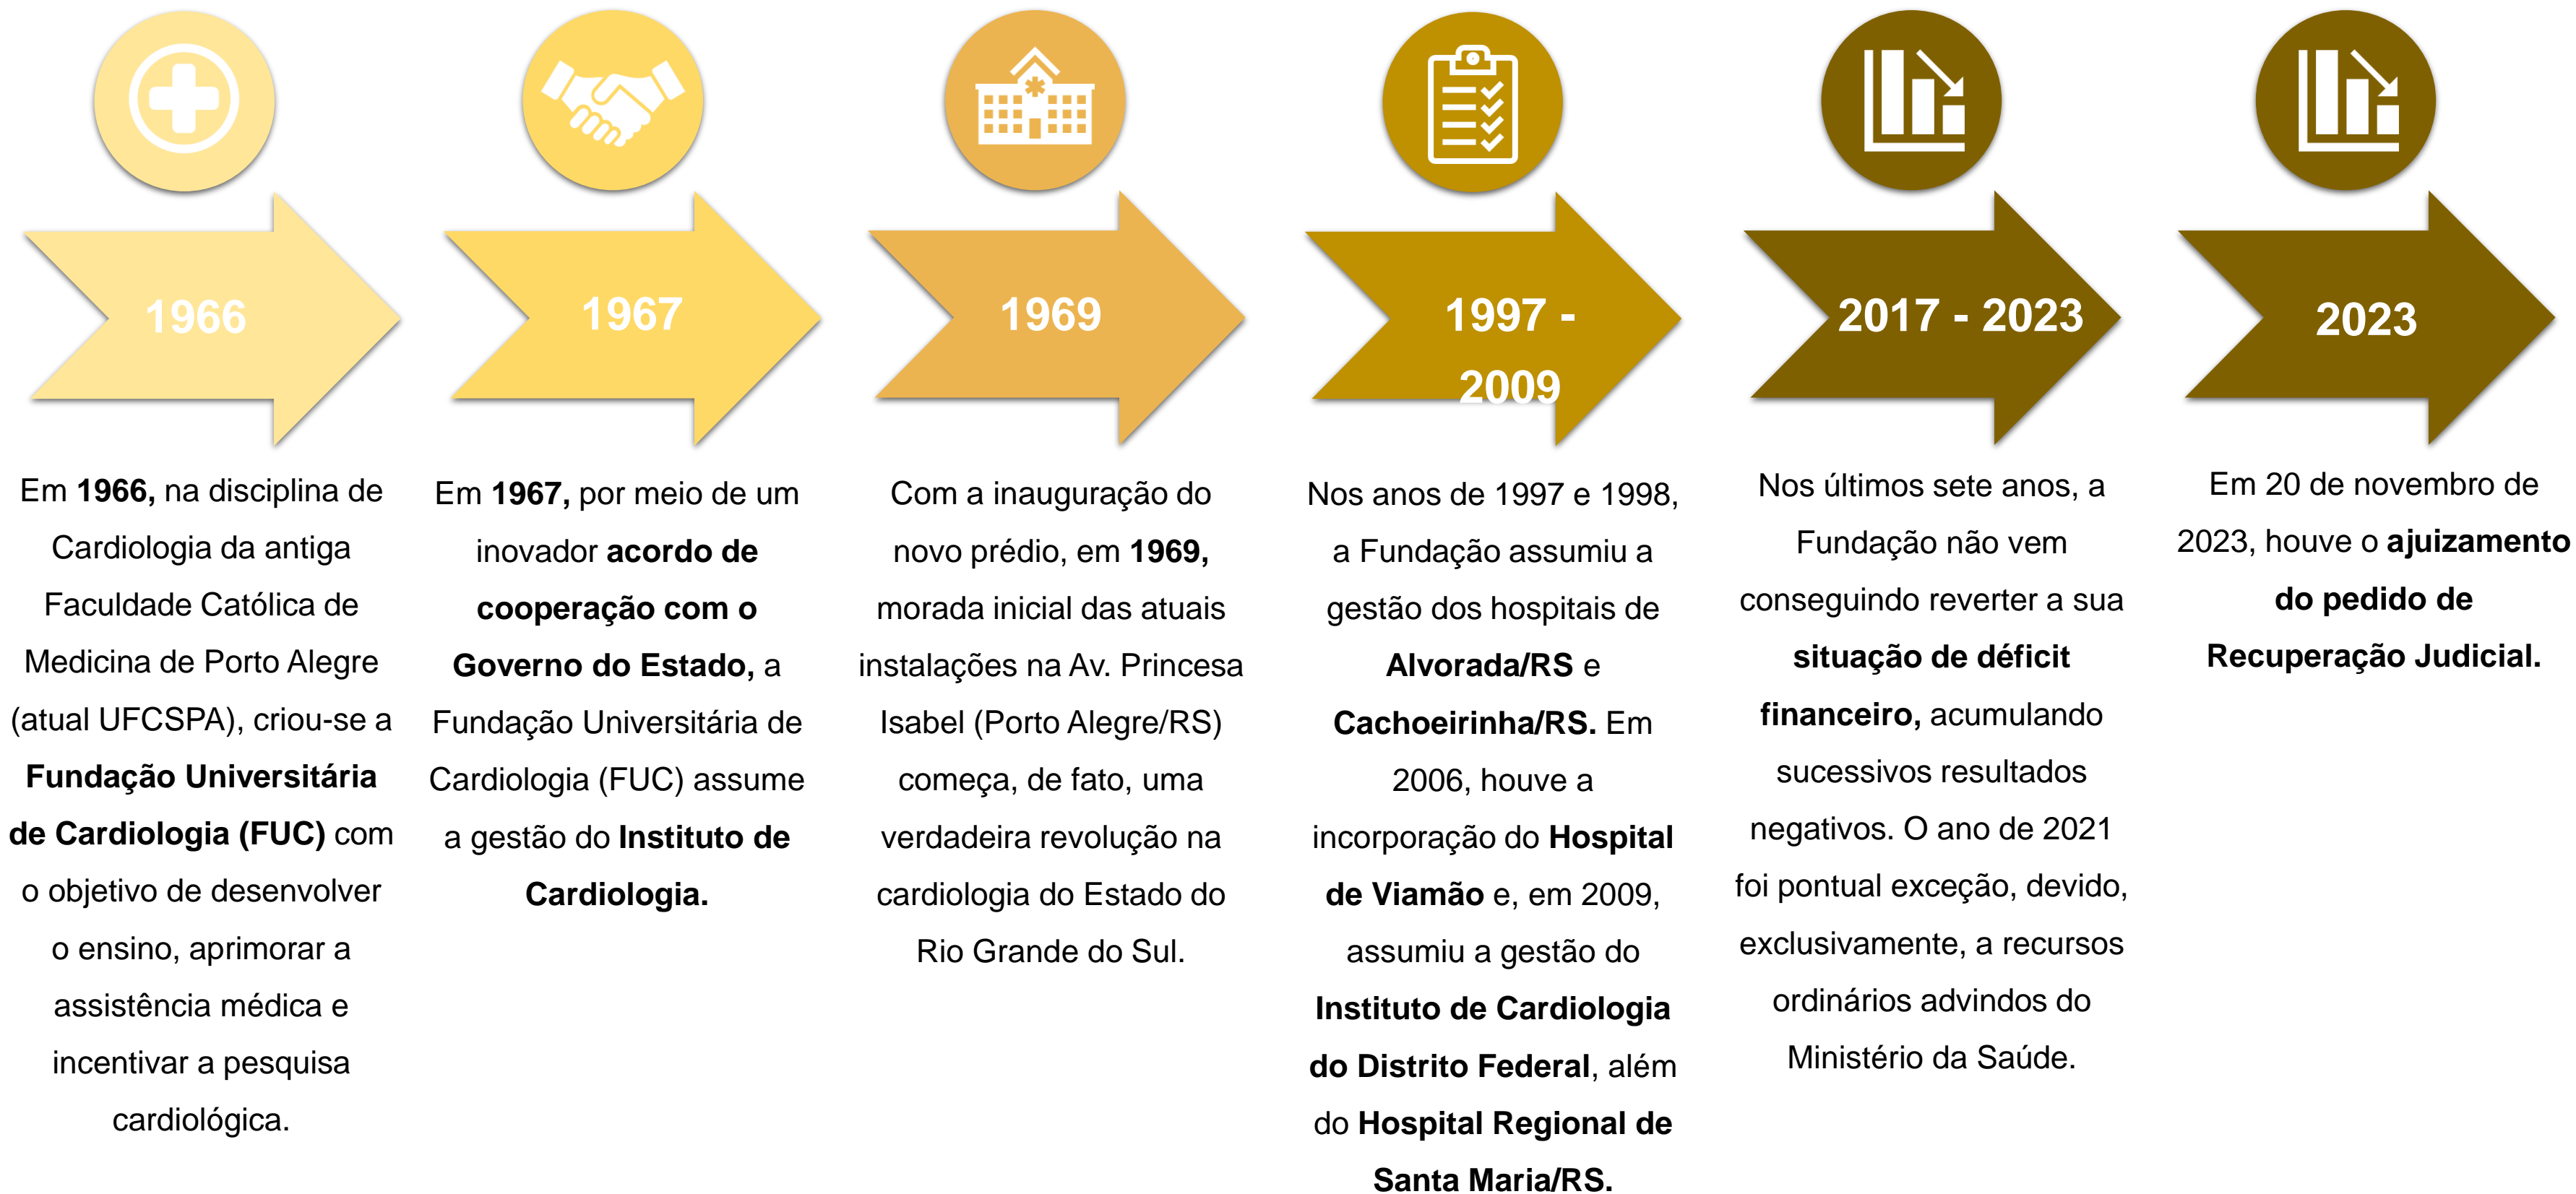 1966
Em 1966, na disciplina de
Cardiologia da antiga
Faculdade Católica de
Medicina de Porto Alegre
(atual UFCSPA), criou-se a
Fundação Universitária
de Cardiologia (FUC) com
o objetivo de desenvolver
o ensino, aprimorar a
assistência médica e
incentivar a pesquisa
cardiológica.
1967
Em 1967, por meio de um
inovador acordo de
cooperação com o
Governo do Estado, a
Fundação Universitária de
Cardiologia (FUC) assume
a gestão do Instituto de
Cardiologia.
1969
Com a inauguração do
novo prédio, em 1969,
morada inicial das atuais
instalações na Av. Princesa
Isabel (Porto Alegre/RS)
começa, de fato, uma
verdadeira revolução na
cardiologia do Estado do
Rio Grande do Sul.
1997 -
2009
Nos anos de 1997 e 1998,
a Fundação assumiu a
gestão dos hospitais de
Alvorada/RS e
Cachoeirinha/RS. Em
2006, houve a
incorporação do Hospital
de Viamão e, em 2009,
assumiu a gestão do
Instituto de Cardiologia
do Distrito Federal, além
do Hospital Regional de
Santa Maria/RS.
2017 - 2023
Nos últimos sete anos, a
Fundação não vem
conseguindo reverter a sua
situação de déficit
financeiro, acumulando
sucessivos resultados
negativos. O ano de 2021
foi pontual exceção, devido,
exclusivamente, a recursos
ordinários advindos do
Ministério da Saúde.
2023
Em 20 de novembro de
2023, houve o ajuizamento
do pedido de
Recuperação Judicial.